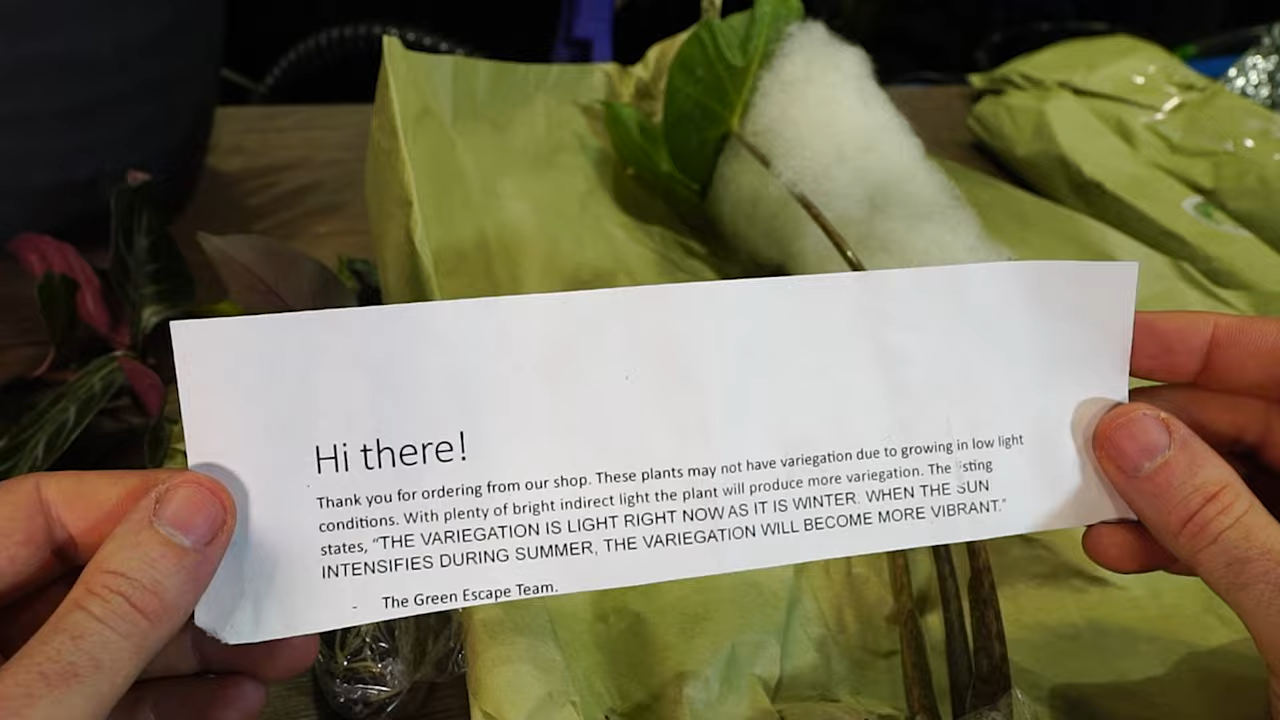 Hi there!
Thank you for ordering from our shop. These plants may not have variegation due to growing in low light
conditions. With plenty of bright indirect light the plant will produce more variegation. The
states, “THE VARIEGATION IS LIGHT RIGHT NOW AS IT IS WINTER. WHEN THE SUN
INTENSIFIES DURING SUMMER, THE VARIEGATION WILL BECOME MORE VIBRANT.”
- The Green Escape Team.